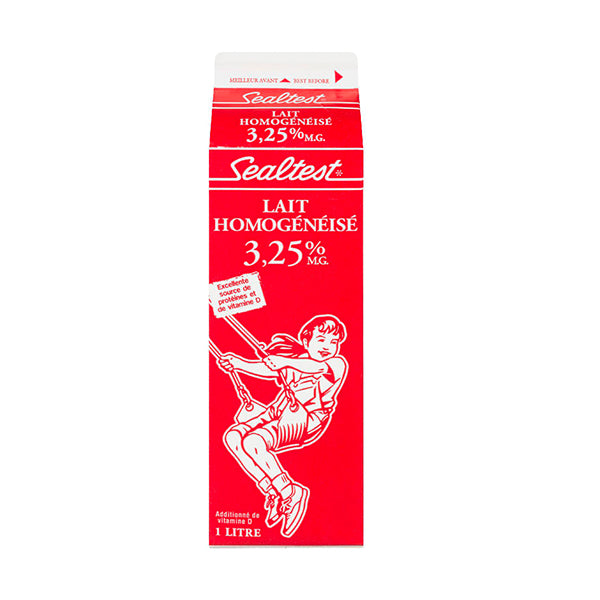 MEILLEUR AVANT BEST BEFORE
Sealtest
LAIT
HOMOGÉNÉISÉ
3,25% M.G.
Sealtest*
LAIT
HOMOGÉNÉISÉ
3,25% M.G.
Excellente
source de
protéines et
de vitamine D
Additionné de
vitamine D
1 LITRE